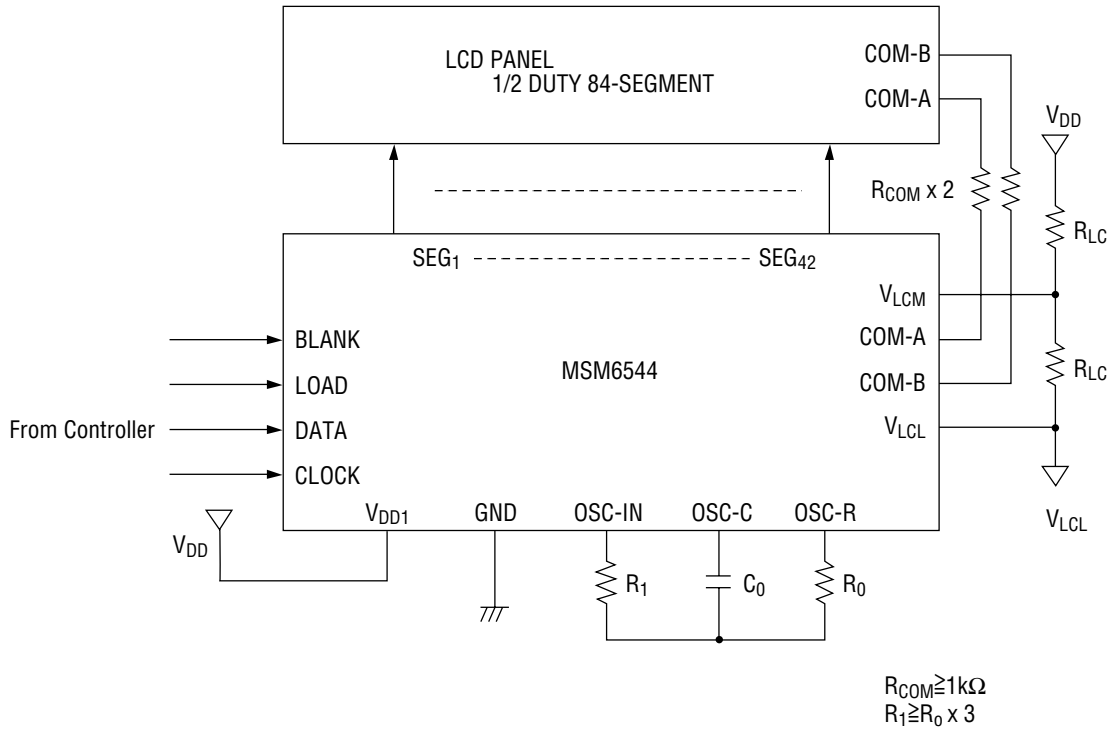 LCD PANEL
1/2 DUTY 84-SEGMENT
COM-B
COM-A
V_DD
R_COM x 2
R_LC
SEG_1 SEG_42
V_LCM
BLANK
COM-A
LOAD
MSM6544
R_LC
COM-B
From Controller
DATA
V_LCL
CLOCK
V_DD1 GND OSC-IN OSC-C OSC-R
V_DD
V_LCL
R_1 C_0 R_0
R_COM≧1kΩ
R_1≧R_o x 3